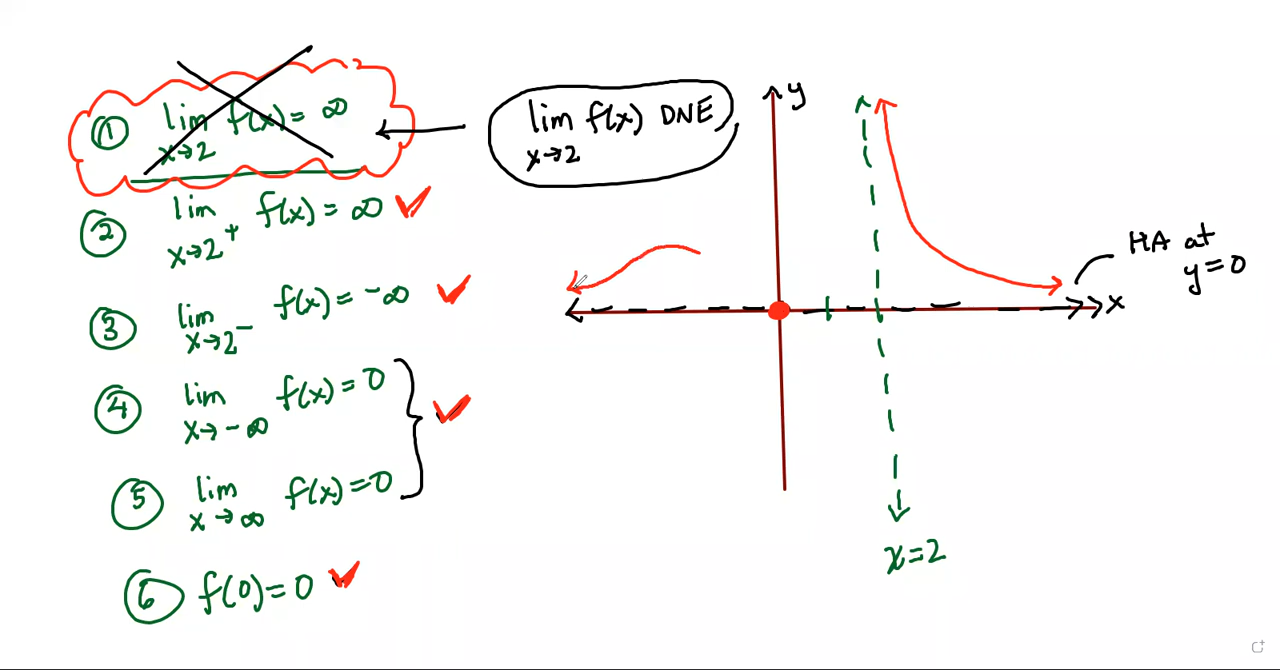 ① lim f(x) = ∞
x→2
lim f(x) DNE
x→2
② lim f(x) = ∞
x→2⁺
③ lim f(x) = -∞
x→2⁻
④ lim f(x) = 0
x→-∞
⑤ lim f(x) = 0
x→∞
⑥ f(0) = 0
y
HA at
y=0
x
x=2